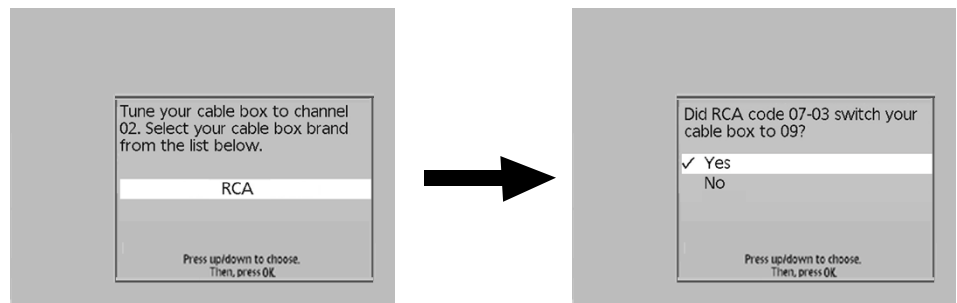 Tune your cable box to channel
02. Select your cable box brand
from the list below.
RCA
Press up/down to choose.
Then, press OK.
Did RCA code 07-03 switch your
cable box to 09?
✓ Yes
No
Press up/down to choose.
Then, press OK.